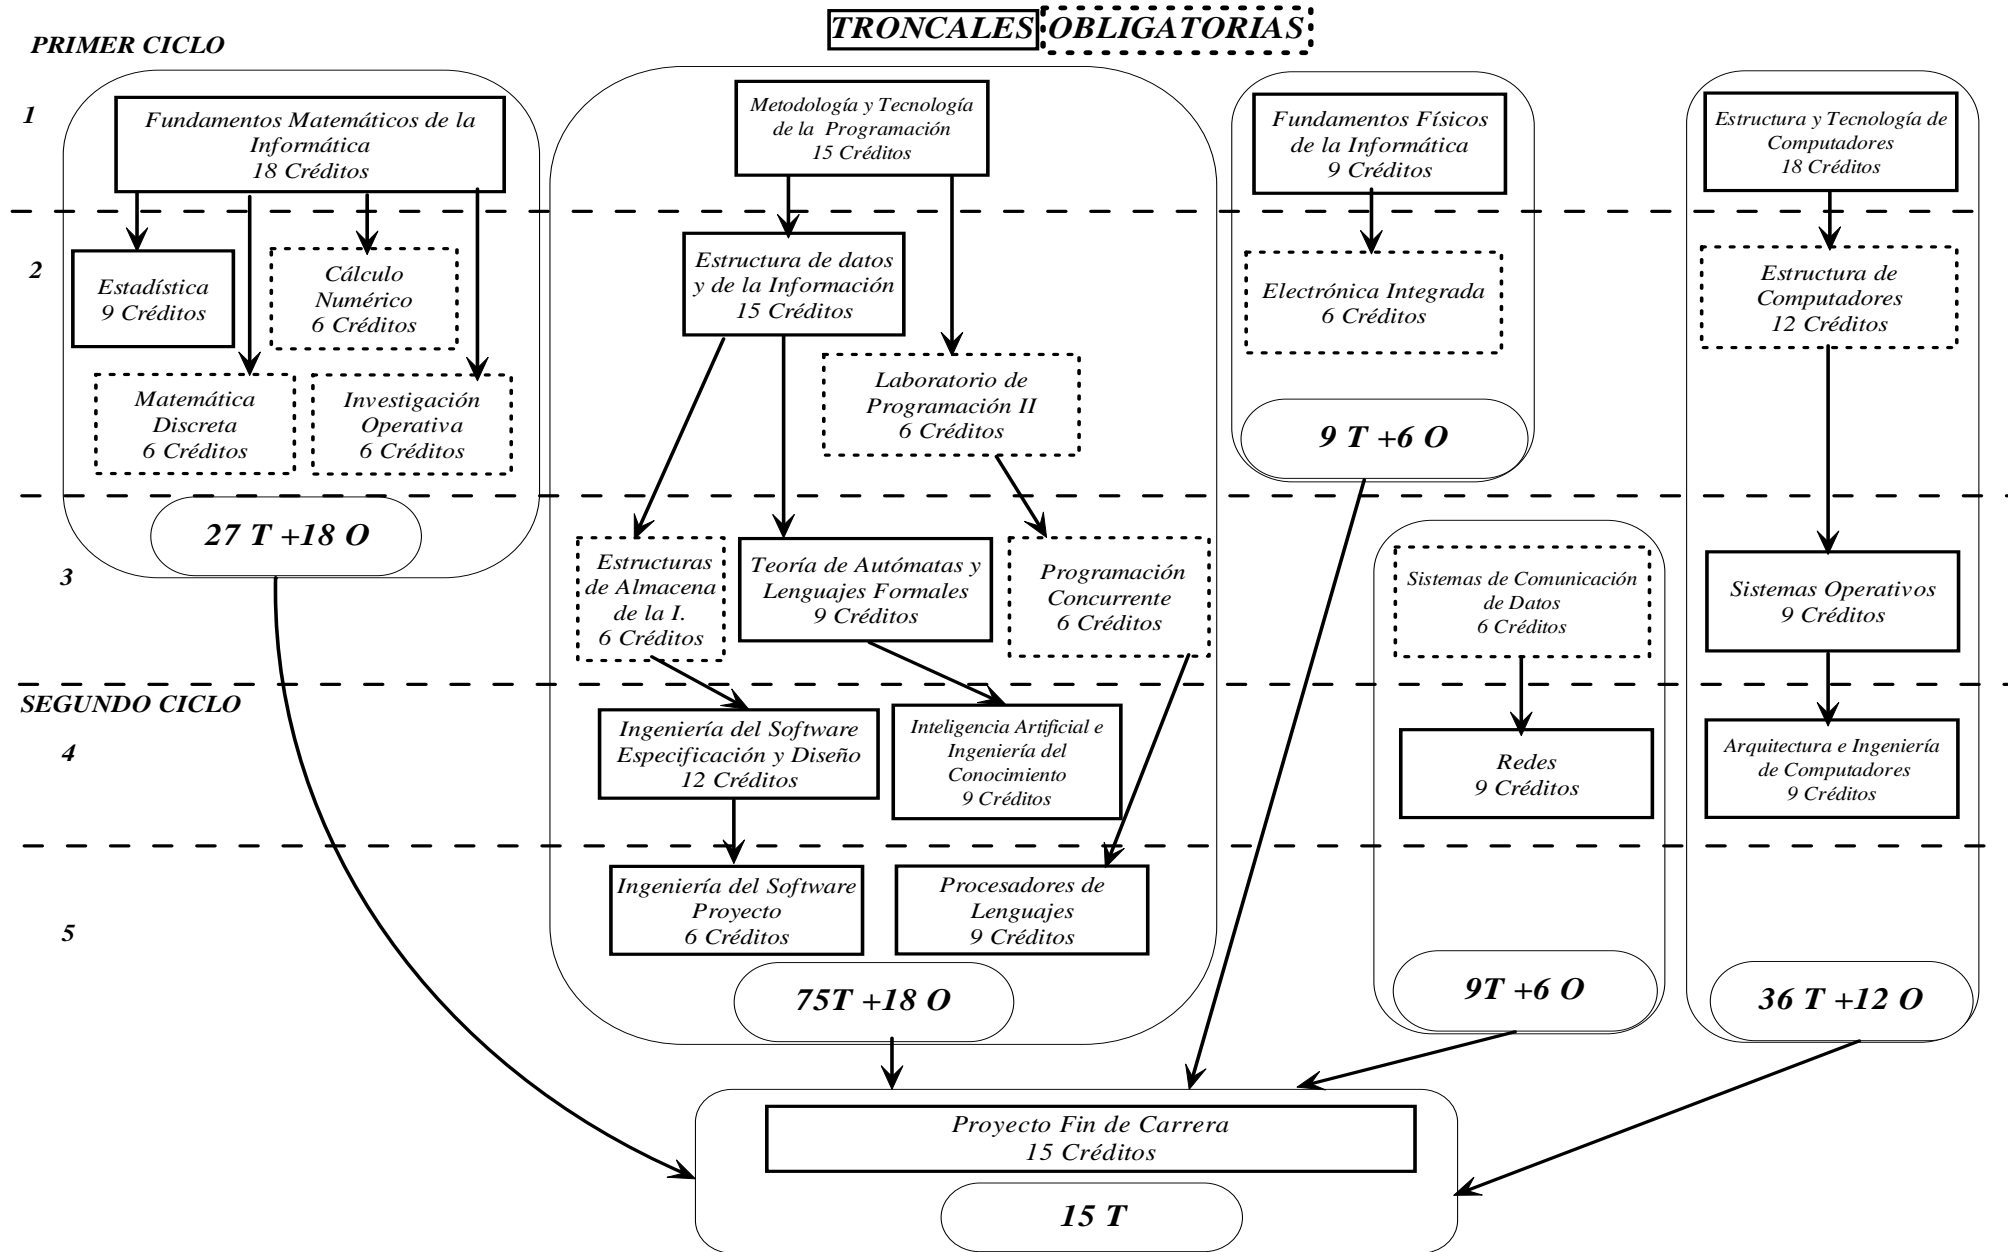 TRONCALES OBLIGATORIAS
PRIMER CICLO
1
Fundamentos Matemáticos de la
Informática
18 Créditos
Metodología y Tecnología
de la Programación
15 Créditos
Fundamentos Físicos
de la Informática
9 Créditos
Estructura y Tecnología de
Computadores
18 Créditos
2
Estadística
9 Créditos
Cálculo
Numérico
6 Créditos
Matemática
Discreta
6 Créditos
Investigación
Operativa
6 Créditos
Estructura de datos
y de la Información
15 Créditos
Laboratorio de
Programación II
6 Créditos
Electrónica Integrada
6 Créditos
9 T +6 O
Estructura de
Computadores
12 Créditos
27 T +18 O
3
Estructuras
de Almacena
de la I.
6 Créditos
Teoría de Autómatas y
Lenguajes Formales
9 Créditos
Programación
Concurrente
6 Créditos
Sistemas de Comunicación
de Datos
6 Créditos
Sistemas Operativos
9 Créditos
SEGUNDO CICLO
4
Ingeniería del Software
Especificación y Diseño
12 Créditos
Inteligencia Artificial e
Ingeniería del
Conocimiento
9 Créditos
Redes
9 Créditos
Arquitectura e Ingeniería
de Computadores
9 Créditos
5
Ingeniería del Software
Proyecto
6 Créditos
Procesadores de
Lenguajes
9 Créditos
75T +18 O
9T +6 O
36 T +12 O
Proyecto Fin de Carrera
15 Créditos
15 T